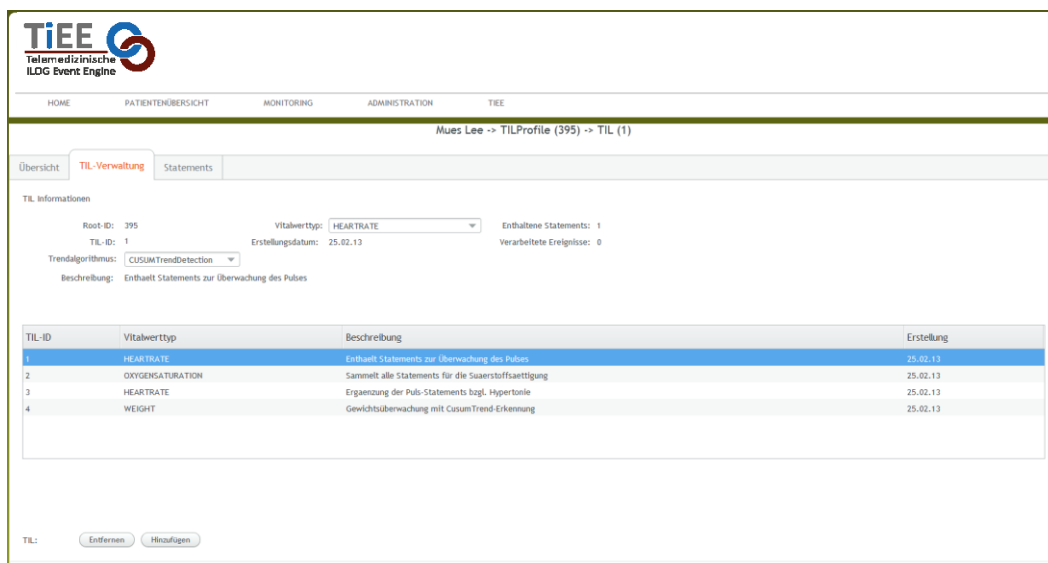 TiEE
Telemedizinische
ILOG Event Engine
HOME PATIENTENÜBERSICHT MONITORING ADMINISTRATION TIEE
Mues Lee -> TILProfile (395) -> TIL (1)
Übersicht TIL-Verwaltung Statements
TIL Informationen
Root-ID: 395 Vitalwerttyp: HEARTRATE Enthaltene Statements: 1
TIL-ID: 1 Erstellungsdatum: 25.02.13 Verarbeitete Ereignisse: 0
Trendalgorithmus: CUSUMTrendDetection
Beschreibung: Enthaelt Statements zur Überwachung des Pulses
TIL-ID Vitalwerttyp Beschreibung Erstellung
1 HEARTRATE Enthaelt Statements zur Überwachung des Pulses 25.02.13
2 OXYGENSATURATION Sammelt alle Statements für die Suaerstoffsaettigung 25.02.13
3 HEARTRATE Ergaenzung der Puls-Statements bzgl. Hypertonie 25.02.13
4 WEIGHT Gewichtsüberwachung mit CusumTrend-Erkennung 25.02.13
TIL: Entfernen Hinzufügen